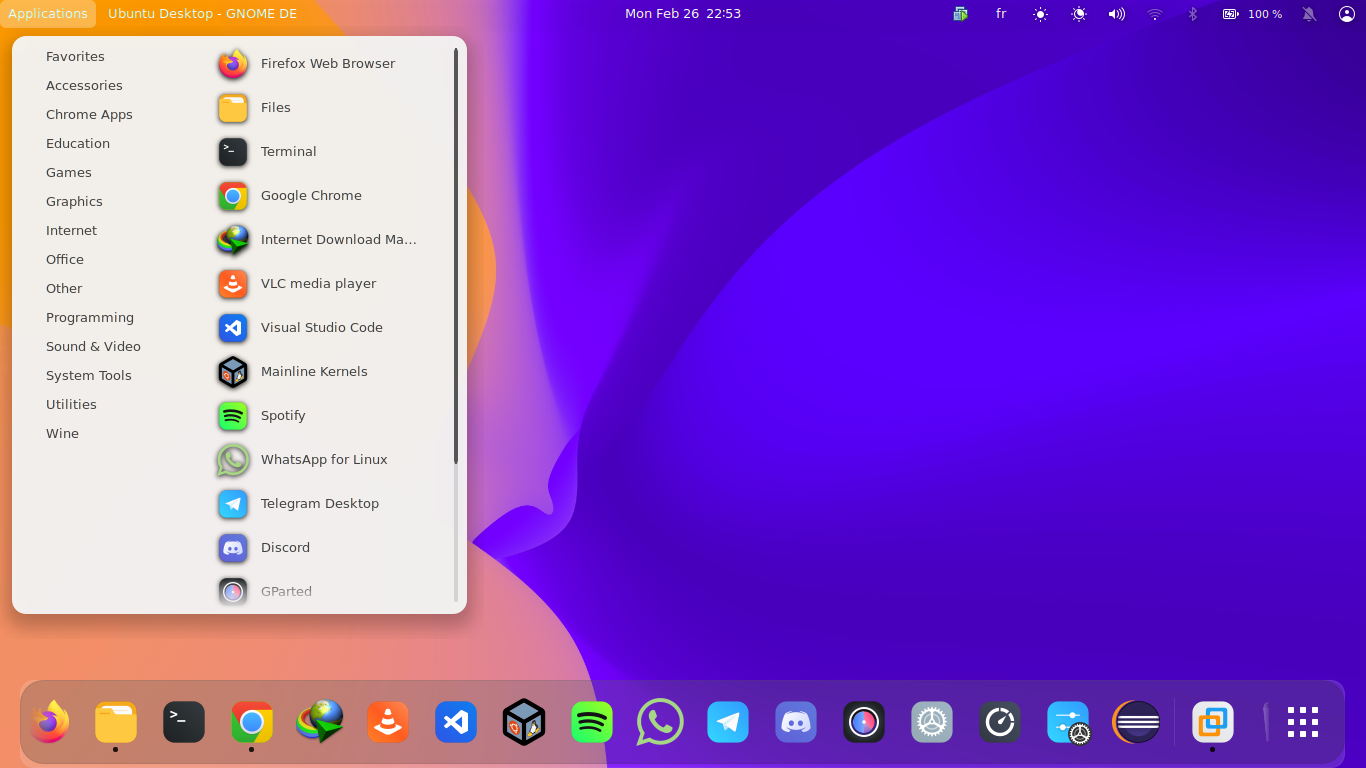 Applications
Ubuntu Desktop - GNOME DE
Mon Feb 26 22:53
fr
100 %
Favorites
Accessories
Chrome Apps
Education
Games
Graphics
Internet
Office
Other
Programming
Sound & Video
System Tools
Utilities
Wine
Firefox Web Browser
Files
>_
Terminal
Google Chrome
Internet Download Ma...
VLC media player
Visual Studio Code
Mainline Kernels
Spotify
WhatsApp for Linux
Telegram Desktop
Discord
GParted
>_